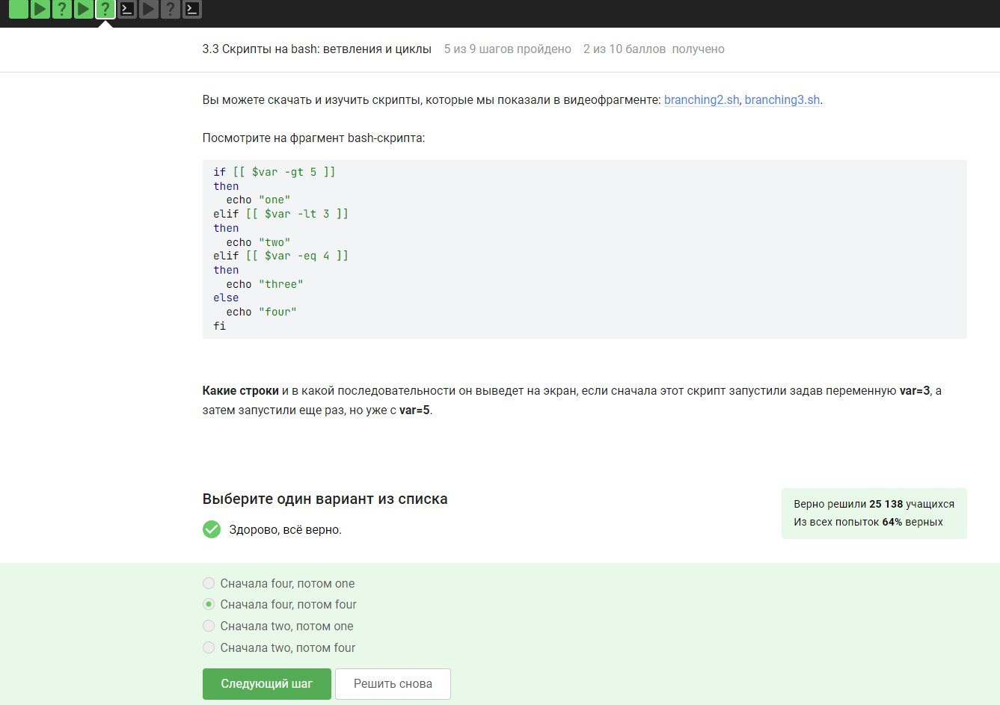 3.3 Скрипты на bash: ветвления и циклы 5 из 9 шагов пройдено 2 из 10 баллов получено
Вы можете скачать и изучить скрипты, которые мы показали в видеофрагменте: branching2.sh, branching3.sh.
Посмотрите на фрагмент bash-скрипта:
if [[ $var -gt 5 ]]
then
  echo "one"
elif [[ $var -lt 3 ]]
then
  echo "two"
elif [[ $var -eq 4 ]]
then
  echo "three"
else
  echo "four"
fi
Какие строки и в какой последовательности он выведет на экран, если сначала этот скрипт запустили задав переменную var=3, а
затем запустили еще раз, но уже с var=5.
Выберите один вариант из списка
Здорово, всё верно.
Верно решили 25 138 учащихся
Из всех попыток 64% верных
Сначала four, потом one
Сначала four, потом four
Сначала two, потом one
Сначала two, потом four
Следующий шаг Решить снова